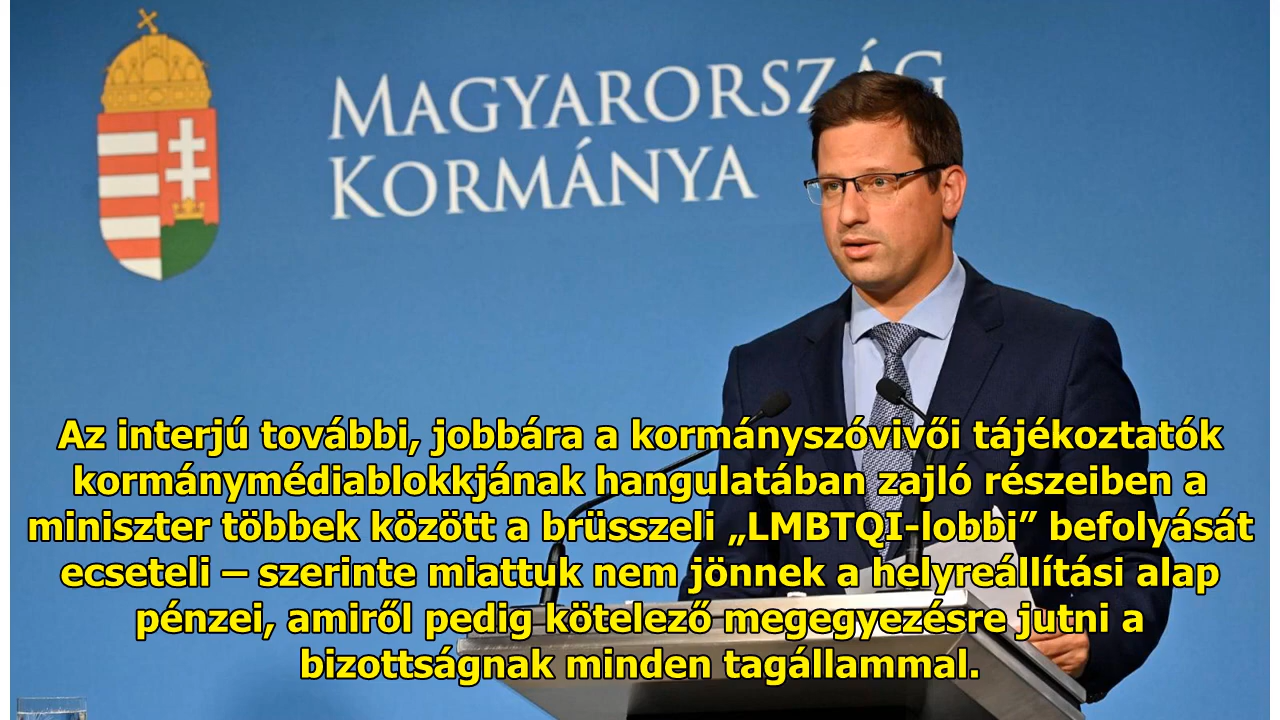 MAGYARORSZÁG
KORMÁNYA
Az interjú további, jobbára a kormányszóvivői tájékoztatók
kormánymédiablokkjának hangulatában zajló részeiben a
miniszter többek között a brüsszeli „LMBTQI-lobbi” befolyását
ecseteli – szerinte miattuk nem jönnek a helyreállítási alap
pénzei, amiről pedig kötelező megegyezésre jutni a
bizottságnak minden tagállammal.